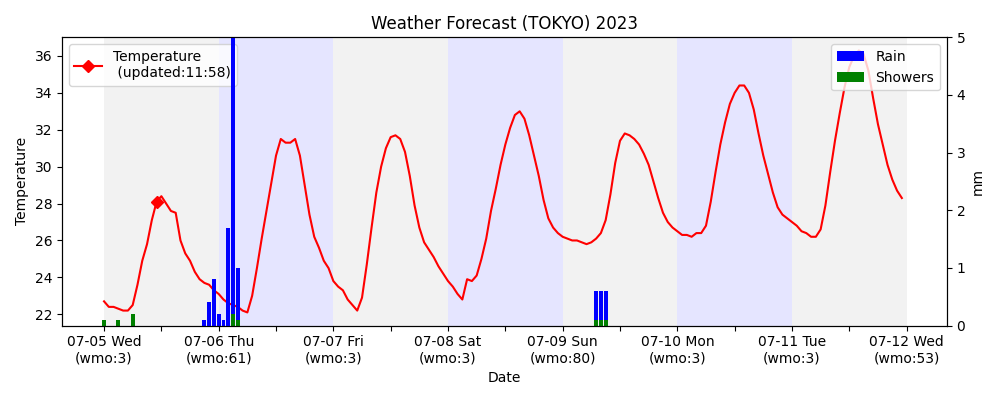 Weather Forecast (TOKYO) 2023
Temperature
(updated:11:58)
Rain
Showers
Temperature
36
34
32
30
28
26
24
22
5
4
3
2
1
0
mm
07-05 Wed
(wmo:3)
07-06 Thu
(wmo:61)
07-07 Fri
(wmo:3)
07-08 Sat
(wmo:3)
07-09 Sun
(wmo:80)
07-10 Mon
(wmo:3)
07-11 Tue
(wmo:3)
07-12 Wed
(wmo:53)
Date